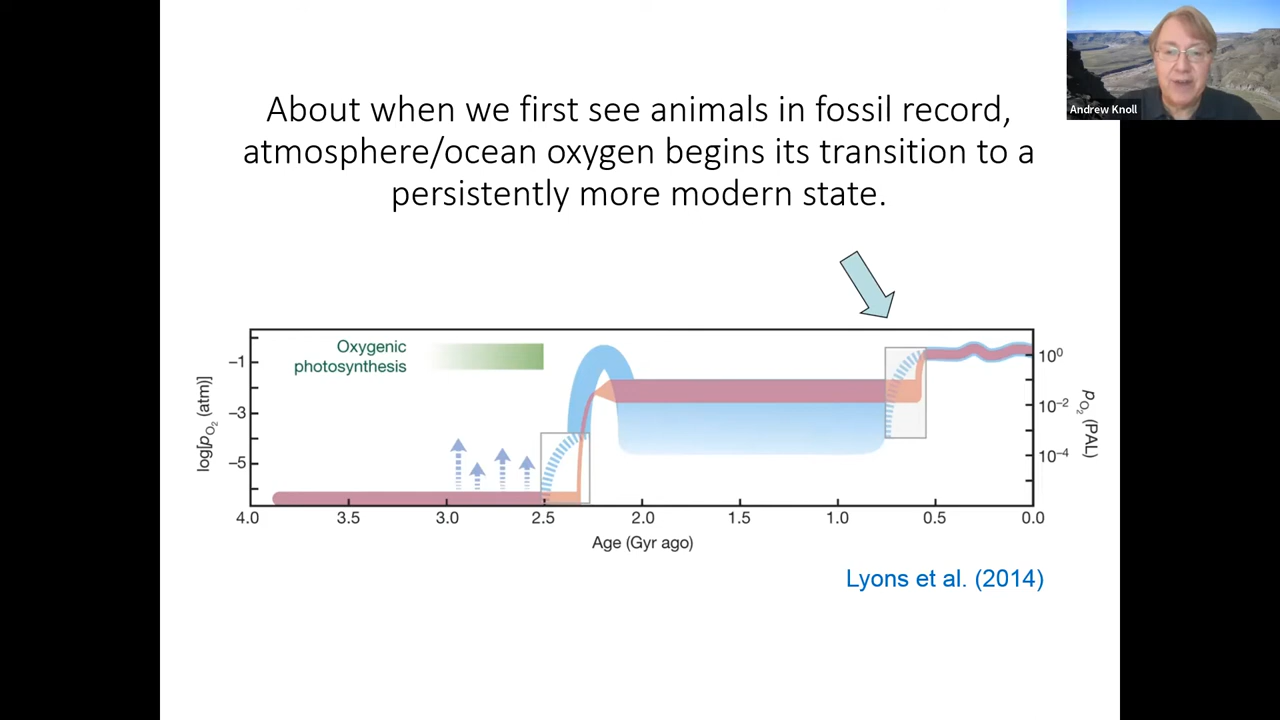 Andrew Knoll
About when we first see animals in fossil record,
atmosphere/ocean oxygen begins its transition to a
persistently more modern state.
Oxygenic
photosynthesis
log[pO2 (atm)]
–1
–3
–5
10^0
10^–2
10^–4
pO2 (PAL)
4.0 3.5 3.0 2.5 2.0 1.5 1.0 0.5 0.0
Age (Gyr ago)
Lyons et al. (2014)